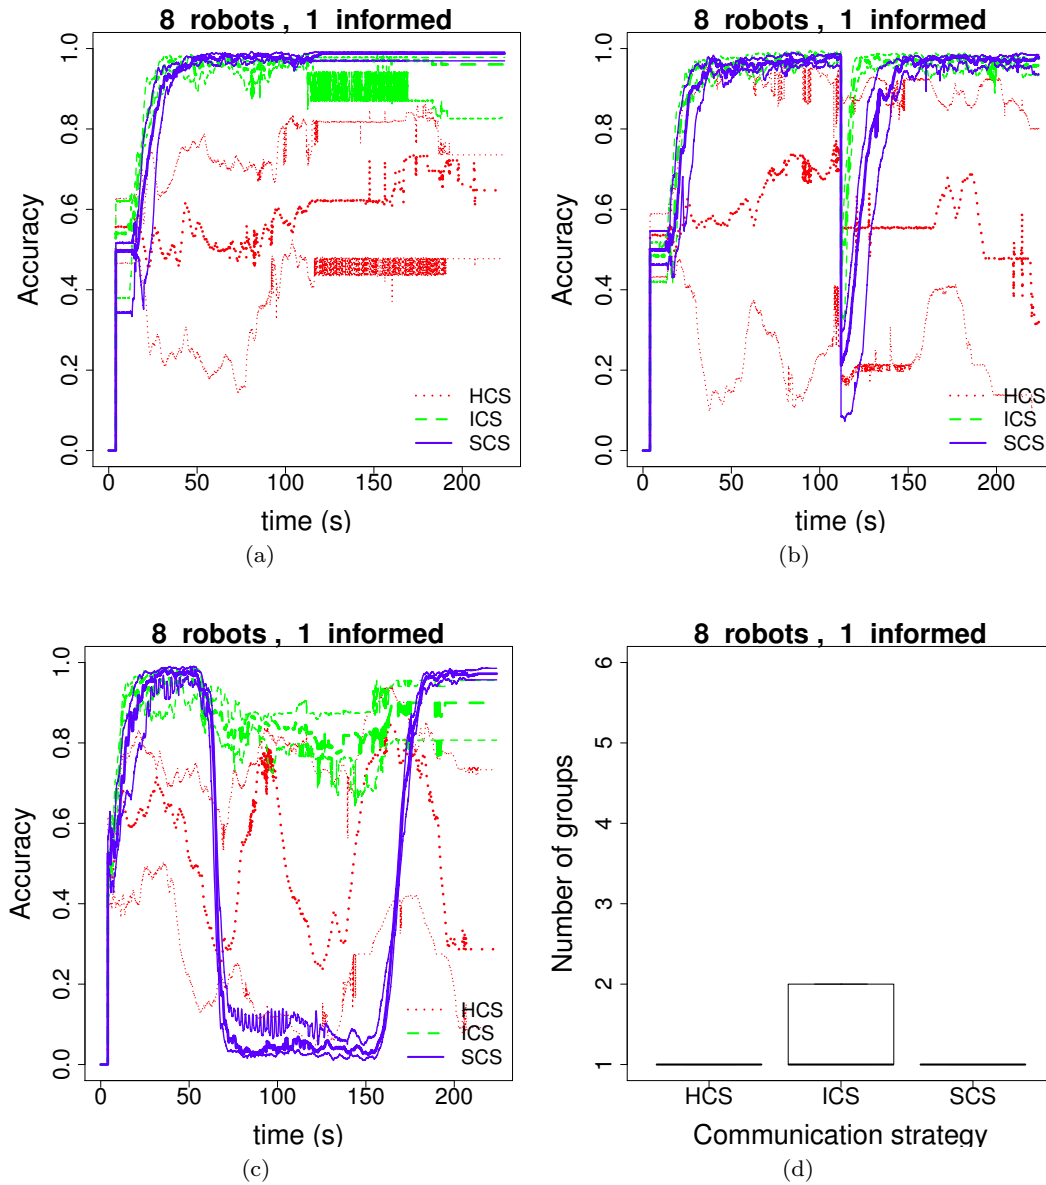 8 robots , 1 informed
Accuracy
0.0 0.2 0.4 0.6 0.8 1.0
HCS
ICS
SCS
0 50 100 150 200
time (s)
(a)
8 robots , 1 informed
Accuracy
0.0 0.2 0.4 0.6 0.8 1.0
HCS
ICS
SCS
0 50 100 150 200
time (s)
(b)
8 robots , 1 informed
Accuracy
0.0 0.2 0.4 0.6 0.8 1.0
HCS
ICS
SCS
0 50 100 150 200
time (s)
(c)
8 robots , 1 informed
Number of groups
1 2 3 4 5 6
HCS ICS SCS
Communication strategy
(d)